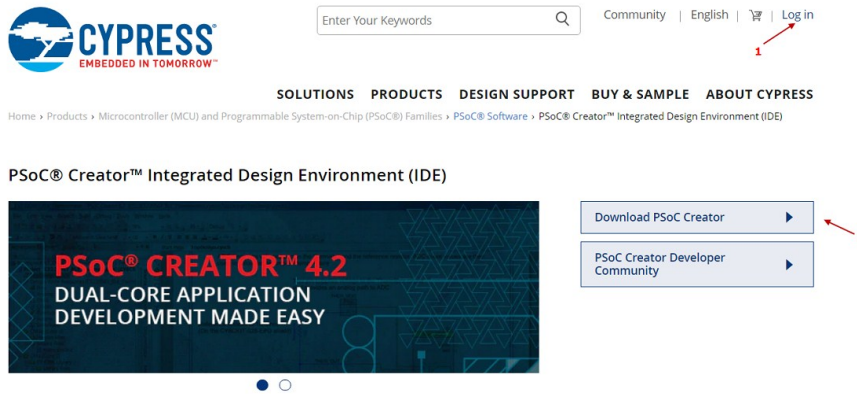 Enter Your Keywords
Community | English | | Log in
1
CYPRESS®
EMBEDDED IN TOMORROW™
SOLUTIONS PRODUCTS DESIGN SUPPORT BUY & SAMPLE ABOUT CYPRESS
Home › Products › Microcontroller (MCU) and Programmable System-on-Chip (PSoC®) Families › PSoC® Software › PSoC® Creator™ Integrated Design Environment (IDE)
PSoC® Creator™ Integrated Design Environment (IDE)
PSoC® CREATOR™ 4.2
DUAL-CORE APPLICATION
DEVELOPMENT MADE EASY
Download PSoC Creator
PSoC Creator Developer
Community